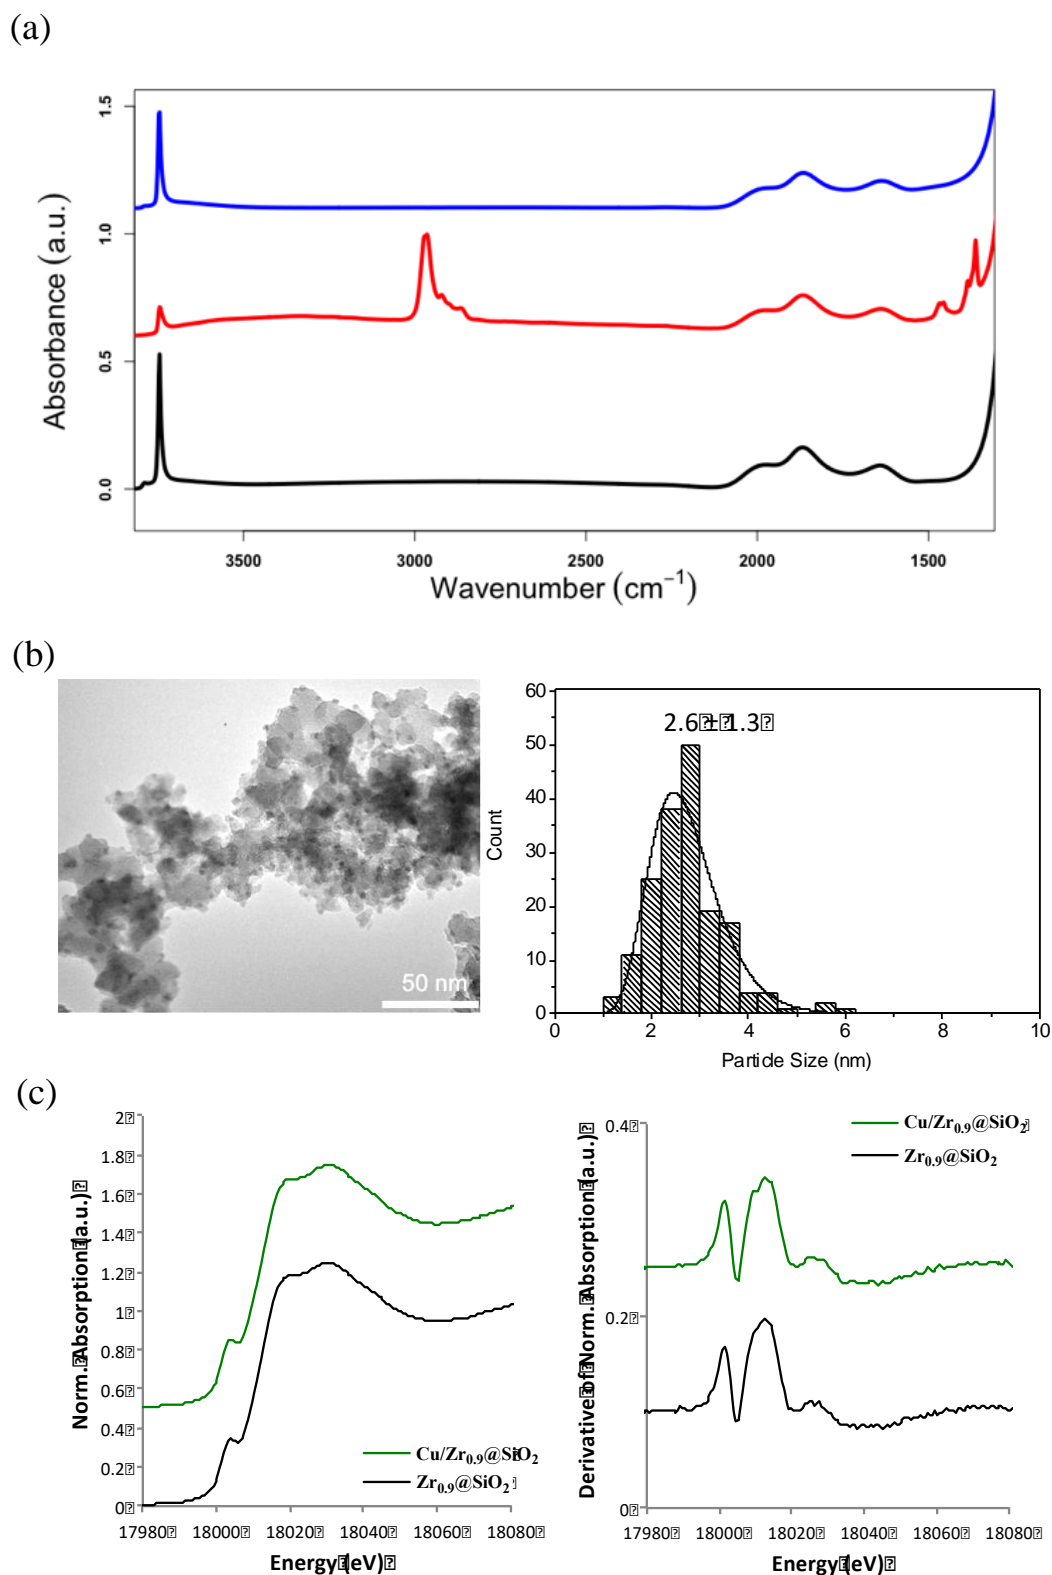 (a)
1.5
1.0
0.5
0.0
Absorbance (a.u.)
3500 3000 2500 2000 1500
Wavenumber (cm⁻¹)
(b)
50 nm
60
50
40
30
20
10
0
2.6 ± 1.3
Count
0 2 4 6 8 10
Particle Size (nm)
(c)
2
1.8
1.6
1.4
1.2
1
0.8
0.6
0.4
0.2
0
Norm. Absorption (a.u.)
Cu/Zr0.9@SiO2
Zr0.9@SiO2
17980 18000 18020 18040 18060 18080
Energy (eV)
0.4
0.2
0
Derivative of Norm. Absorption (a.u.)
Cu/Zr0.9@SiO2
Zr0.9@SiO2
17980 18000 18020 18040 18060 18080
Energy (eV)